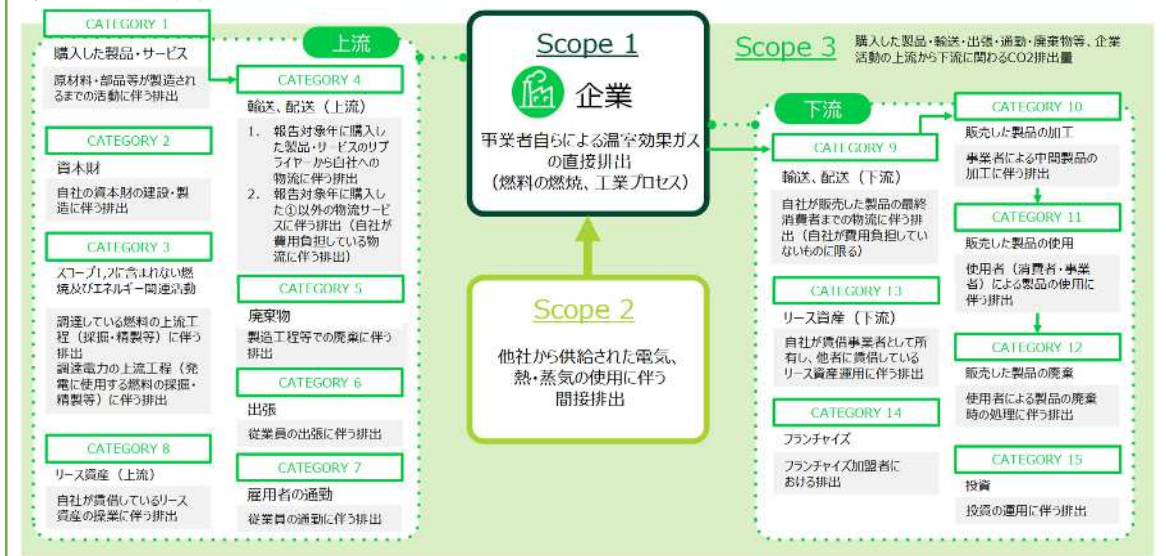 CATEGORY 1
購入した製品・サービス
原材料・部品等が製造され
るまでの活動に伴う排出
CATEGORY 2
資本財
自社の資本財の建設・製
造に伴う排出
CATEGORY 3
スコープ1,2に含まれない燃
焼及びエネルギー関連活動
調達している燃料の上流工
程（採掘・精製等）に伴う
排出
調達電力の上流工程（発
電に使用する燃料の採掘・
精製等）に伴う排出
CATEGORY 8
リース資産（上流）
自社が賃借しているリース
資産の操業に伴う排出
上流
CATEGORY 4
輸送、配送（上流）
1. 報告対象年に購入し
た製品・サービスのサプ
ライヤーから自社への
物流に伴う排出
2. 報告対象年に購入し
た①以外の物流サービ
スに伴う排出（自社が
費用負担している物
流に伴う排出）
CATEGORY 5
廃棄物
製造工程等での廃棄に伴う
排出
CATEGORY 6
出張
従業員の出張に伴う排出
CATEGORY 7
雇用者の通勤
従業員の通勤に伴う排出
Scope 1
企業
事業者自らによる温室効果ガス
の直接排出
（燃料の燃焼、工業プロセス）
Scope 2
他社から供給された電気、
熱・蒸気の使用に伴う
間接排出
Scope 3
購入した製品・輸送・出張・通勤・廃棄物等、企業
活動の上流から下流に関わるCO2排出量
下流
CATEGORY 9
輸送、配送（下流）
自社が販売した製品の最終
消費者までの物流に伴う排
出（自社が費用負担してい
ないものに限る）
CATEGORY 13
リース資産（下流）
自社が賃借事業者として所
有し、他者に賃借している
リース資産運用に伴う排出
CATEGORY 14
フランチャイズ
フランチャイズ加盟者に
おける排出
CATEGORY 10
販売した製品の加工
事業者による中間製品の
加工に伴う排出
CATEGORY 11
販売した製品の使用
使用者（消費者・事業
者）による製品の使用に
伴う排出
CATEGORY 12
販売した製品の廃棄
使用者による製品の廃棄
時の処理に伴う排出
CATEGORY 15
投資
投資の運用に伴う排出